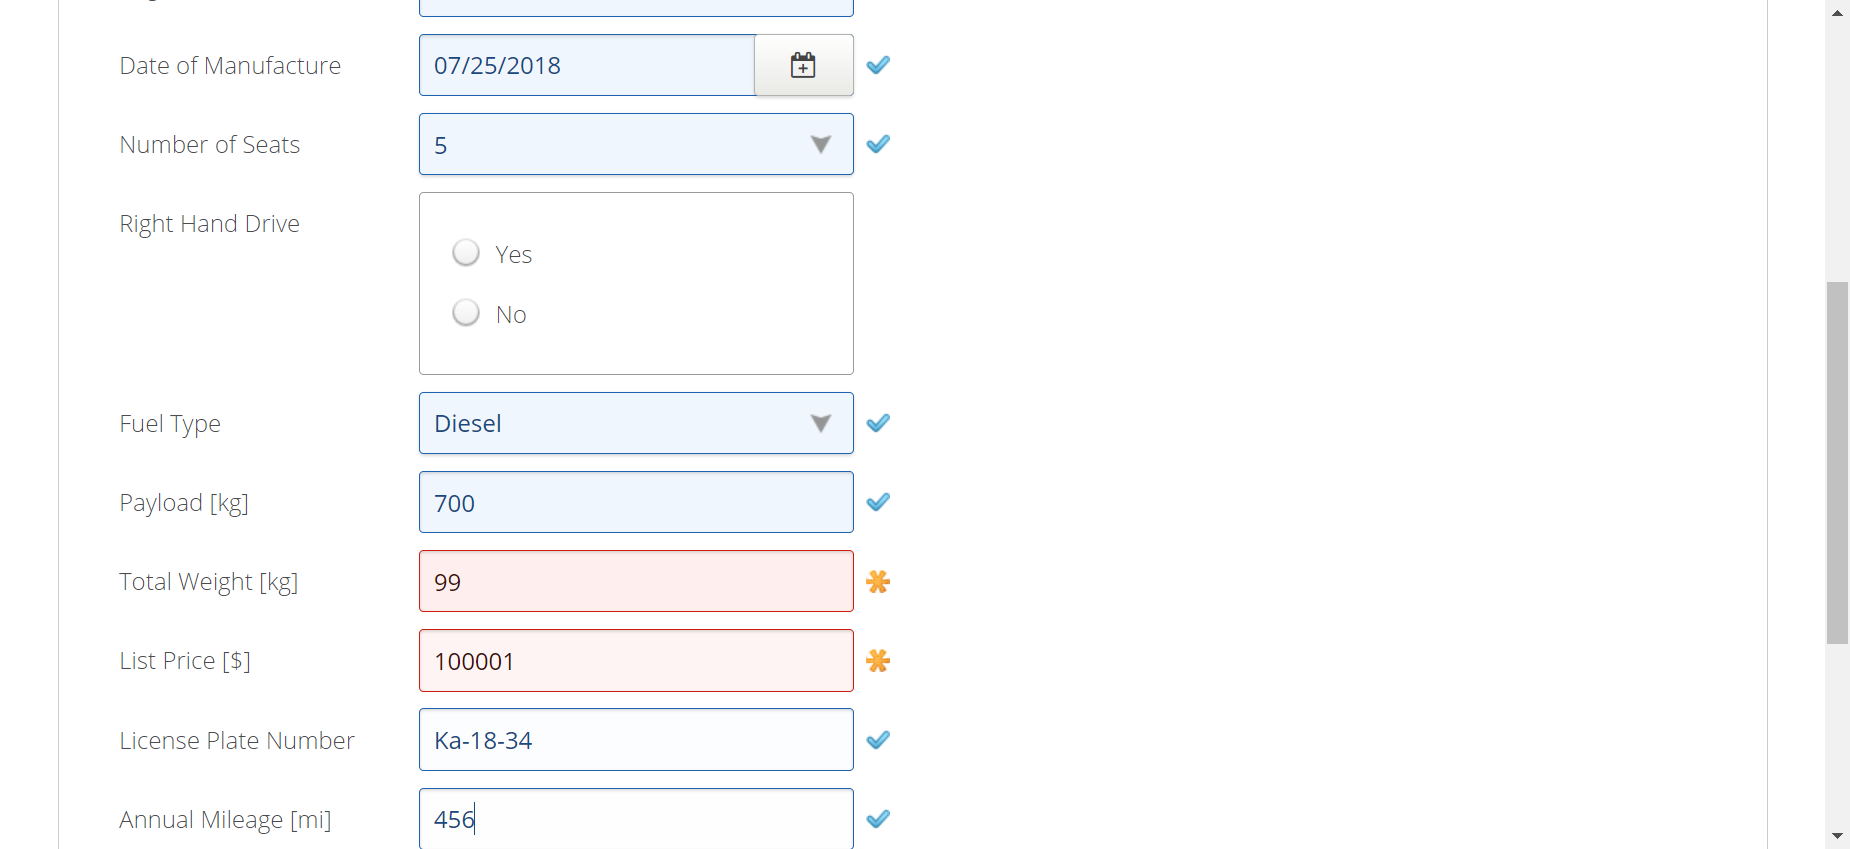 Date of Manufacture 07/25/2018
Number of Seats 5
Right Hand Drive
Yes
No
Fuel Type Diesel
Payload [kg] 700
Total Weight [kg] 99
List Price [$] 100001
License Plate Number Ka-18-34
Annual Mileage [mi] 456